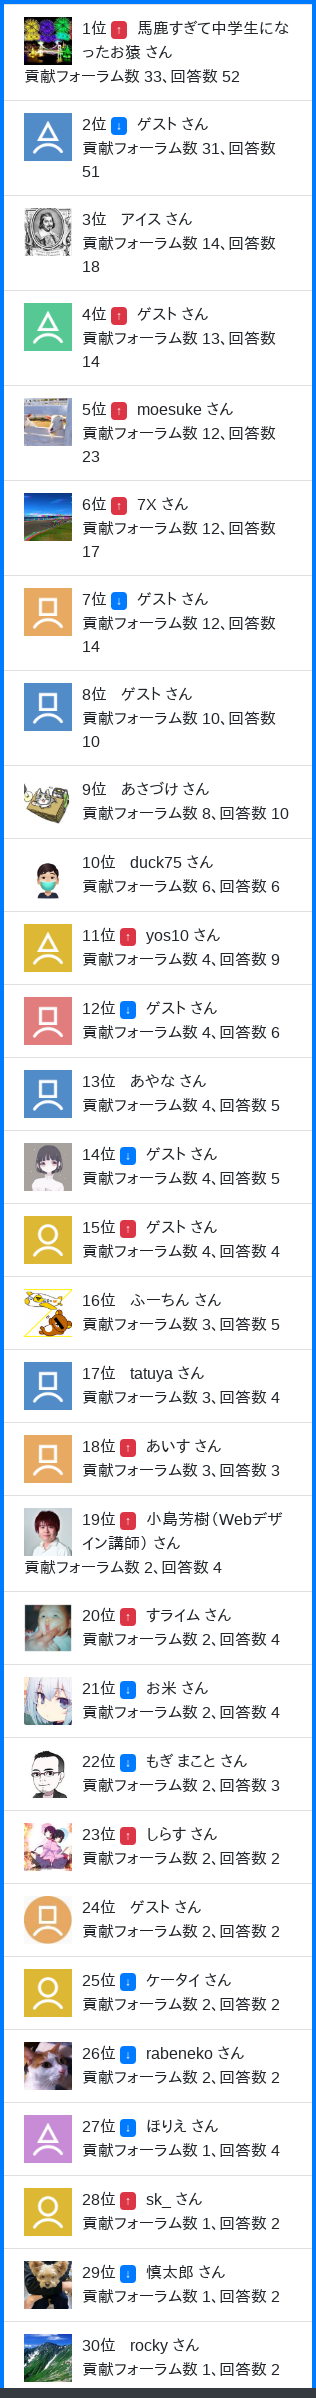 1位 ↑ 馬鹿すぎて中学生にな
ったお猿 さん
貢献フォーラム数 33、回答数 52
2位 ↓ ゲスト さん
貢献フォーラム数 31、回答数
51
3位 アイス さん
貢献フォーラム数 14、回答数
18
4位 ↑ ゲスト さん
貢献フォーラム数 13、回答数
14
5位 ↑ moesuke さん
貢献フォーラム数 12、回答数
23
6位 ↑ 7X さん
貢献フォーラム数 12、回答数
17
7位 ↓ ゲスト さん
貢献フォーラム数 12、回答数
14
8位 ゲスト さん
貢献フォーラム数 10、回答数
10
9位 あさづけ さん
貢献フォーラム数 8、回答数 10
10位 duck75 さん
貢献フォーラム数 6、回答数 6
11位 ↑ yos10 さん
貢献フォーラム数 4、回答数 9
12位 ↓ ゲスト さん
貢献フォーラム数 4、回答数 6
13位 あやな さん
貢献フォーラム数 4、回答数 5
14位 ↓ ゲスト さん
貢献フォーラム数 4、回答数 5
15位 ↑ ゲスト さん
貢献フォーラム数 4、回答数 4
16位 ふーちん さん
貢献フォーラム数 3、回答数 5
17位 tatuya さん
貢献フォーラム数 3、回答数 4
18位 ↑ あいす さん
貢献フォーラム数 3、回答数 3
19位 ↑ 小島芳樹（Webデザ
イン講師） さん
貢献フォーラム数 2、回答数 4
20位 ↑ すライム さん
貢献フォーラム数 2、回答数 4
21位 ↓ お米 さん
貢献フォーラム数 2、回答数 4
22位 ↓ もぎ まこと さん
貢献フォーラム数 2、回答数 3
23位 ↑ しらす さん
貢献フォーラム数 2、回答数 2
24位 ゲスト さん
貢献フォーラム数 2、回答数 2
25位 ↓ ケータイ さん
貢献フォーラム数 2、回答数 2
26位 ↓ rabeneko さん
貢献フォーラム数 2、回答数 2
27位 ↓ ほりえ さん
貢献フォーラム数 1、回答数 4
28位 ↑ sk_ さん
貢献フォーラム数 1、回答数 2
29位 ↓ 慎太郎 さん
貢献フォーラム数 1、回答数 2
30位 rocky さん
貢献フォーラム数 1、回答数 2